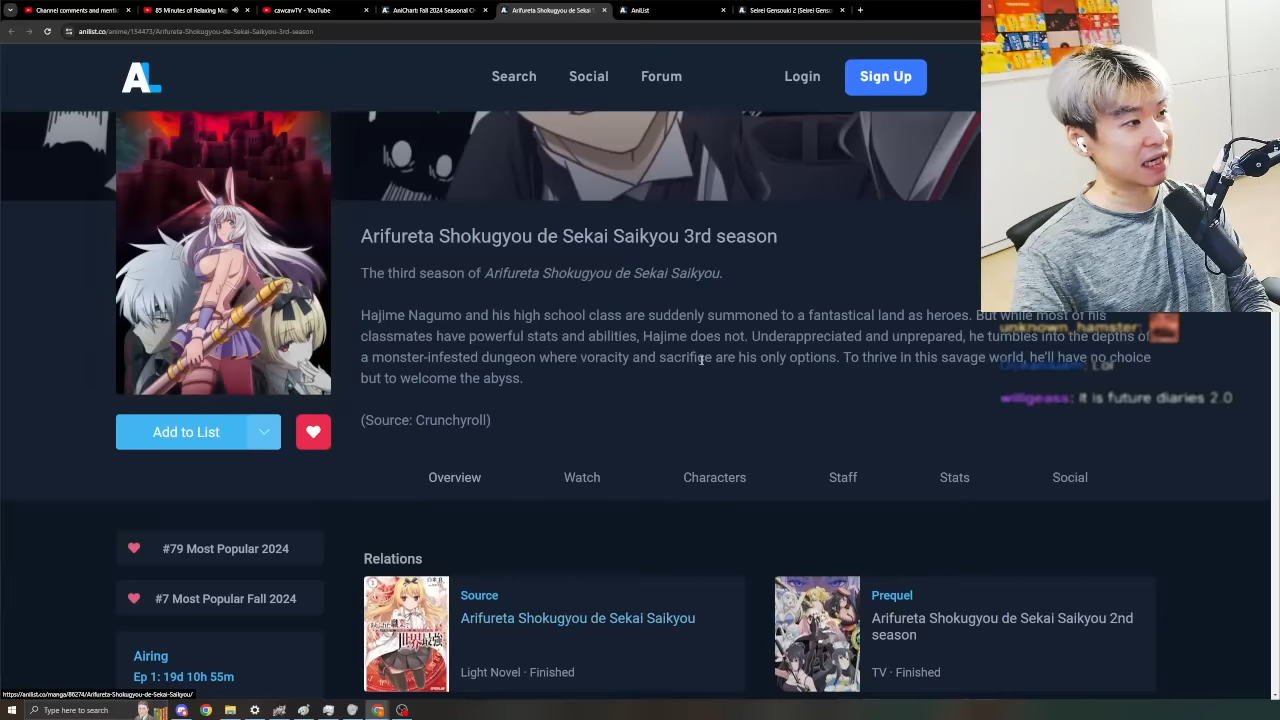 Channel comments and menti
85 Minutes of Relaxing Ma
cavcawTV - YouTube
AniChart: Fall 2024 Seasonal C
Arifureta Shokugyou de Sekai S
AniList
Seirei Gensouki 2 (Seirei Genso
anilist.co/anime/154473/Arifureta-Shokugyou-de-Sekai-Saikyou-3rd-season
AL
Search
Social
Forum
Login
Sign Up
Arifureta Shokugyou de Sekai Saikyou 3rd season
The third season of Arifureta Shokugyou de Sekai Saikyou.
Hajime Nagumo and his high school class are suddenly summoned to a fantastical land as heroes. But while most of his
classmates have powerful stats and abilities, Hajime does not. Underappreciated and unprepared, he tumbles into the depths of
a monster-infested dungeon where voracity and sacrifice are his only options. To thrive in this savage world, he'll have no choice
but to welcome the abyss.
(Source: Crunchyroll)
unknown_hamster:
Lol
willgeass: It is future diaries 2.0
Add to List
Overview
Watch
Characters
Staff
Stats
Social
#79 Most Popular 2024
#7 Most Popular Fall 2024
Airing
Ep 1: 19d 10h 55m
Relations
Source
Arifureta Shokugyou de Sekai Saikyou
Light Novel · Finished
Prequel
Arifureta Shokugyou de Sekai Saikyou 2nd
season
TV · Finished
https://anilist.co/manga/86274/Arifureta-Shokugyou-de-Sekai-Saikyou/
Type here to search